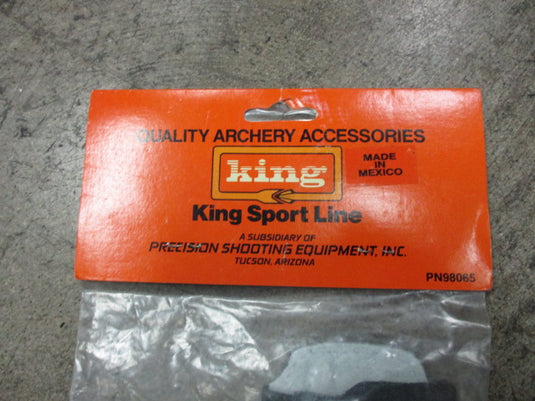 QUALITY ARCHERY ACCESSORIES
king
MADE
IN
MEXICO
King Sport Line
A SUBSIDIARY OF
PRECISION SHOOTING EQUIPMENT, INC.
TUCSON, ARIZONA
PN98065